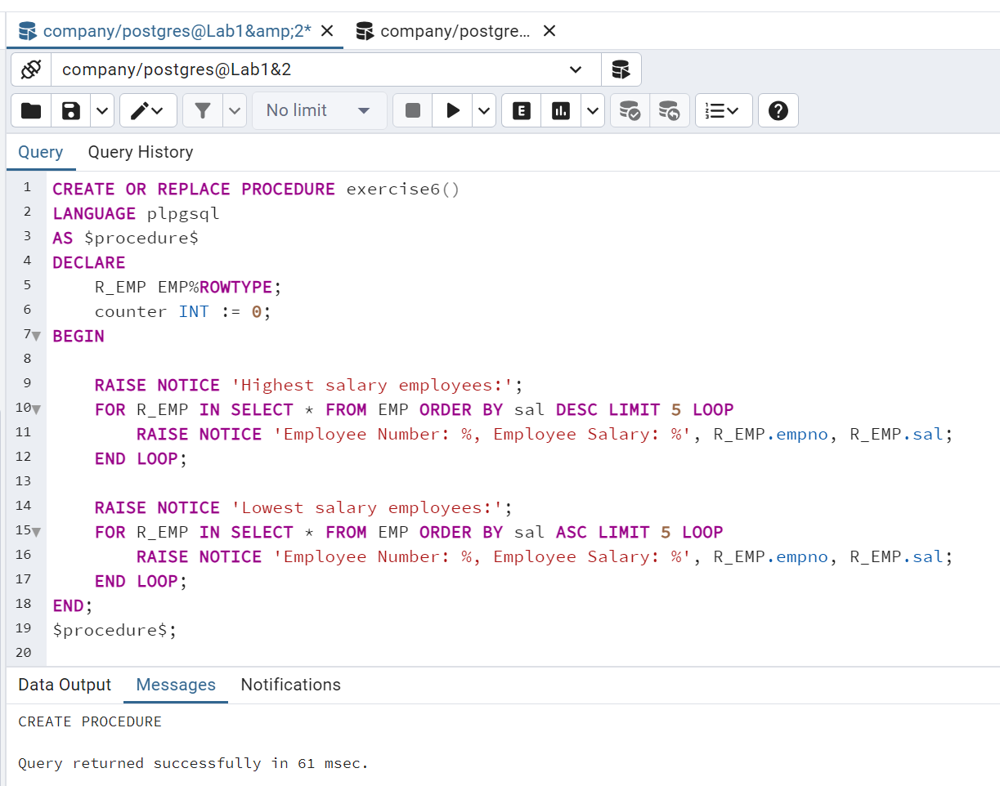 company/postgres@Lab1&amp;2*
company/postgre...
company/postgres@Lab1&2
No limit
E
Query Query History
1 CREATE OR REPLACE PROCEDURE exercise6()
2 LANGUAGE plpgsql
3 AS $procedure$
4 DECLARE
5     R_EMP EMP%ROWTYPE;
6     counter INT := 0;
7 BEGIN
8
9     RAISE NOTICE 'Highest salary employees:';
10     FOR R_EMP IN SELECT * FROM EMP ORDER BY sal DESC LIMIT 5 LOOP
11         RAISE NOTICE 'Employee Number: %, Employee Salary: %', R_EMP.empno, R_EMP.sal;
12     END LOOP;
13
14     RAISE NOTICE 'Lowest salary employees:';
15     FOR R_EMP IN SELECT * FROM EMP ORDER BY sal ASC LIMIT 5 LOOP
16         RAISE NOTICE 'Employee Number: %, Employee Salary: %', R_EMP.empno, R_EMP.sal;
17     END LOOP;
18 END;
19 $procedure$;
20
Data Output Messages Notifications
CREATE PROCEDURE
Query returned successfully in 61 msec.